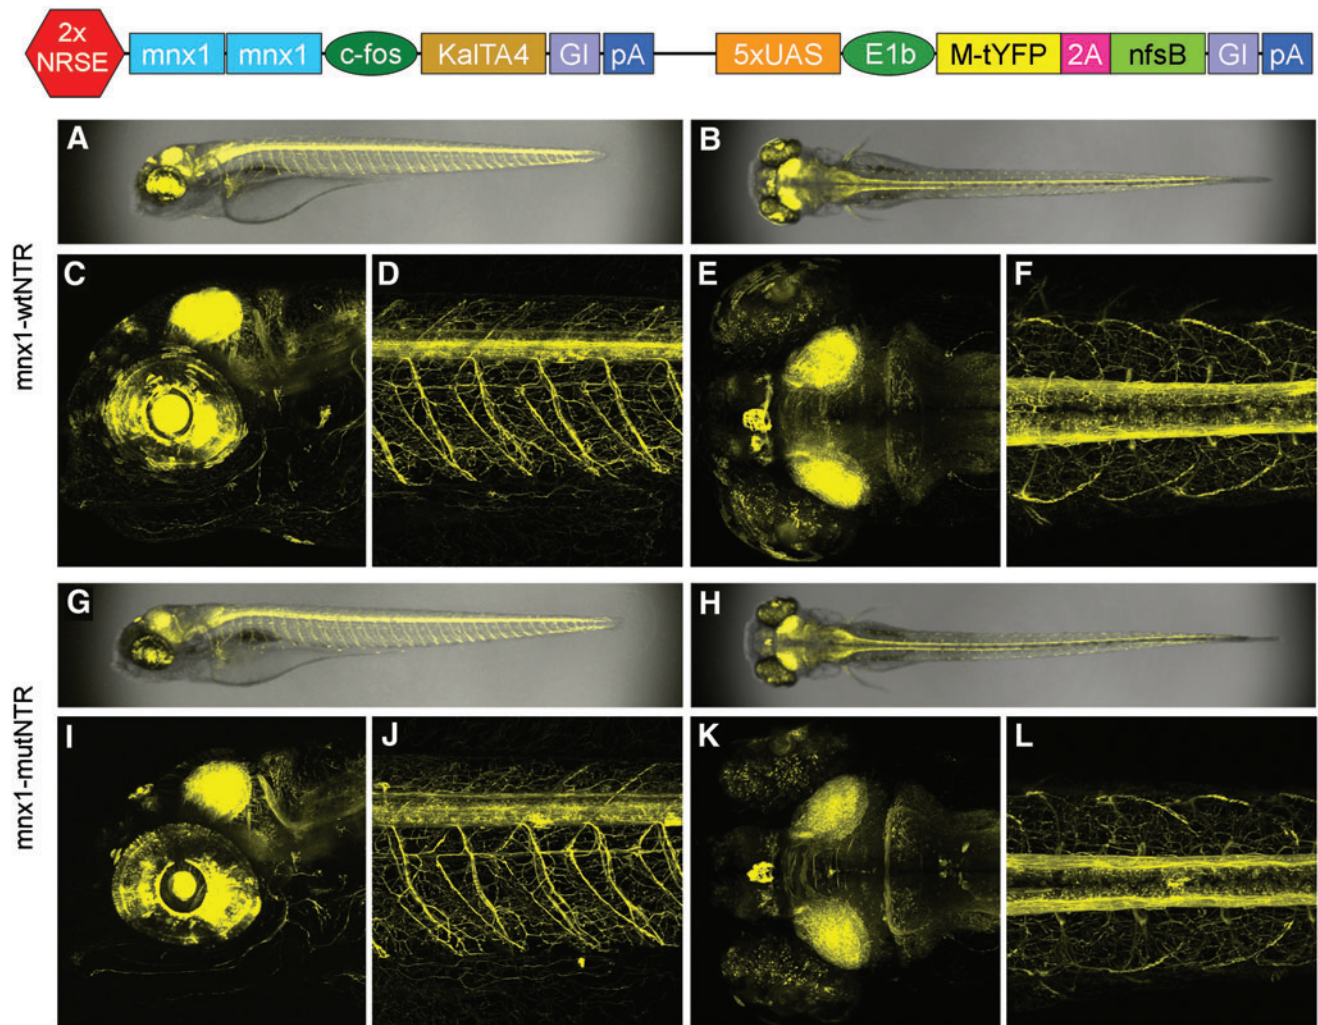 2x
NRSE
mnx1 mnx1 c-fos KalTA4 GI pA 5xUAS E1b M-tYFP 2A nfsB GI pA
A B
C D E F
mnx1-wtNTR
G H
I J K L
mnx1-mutNTR